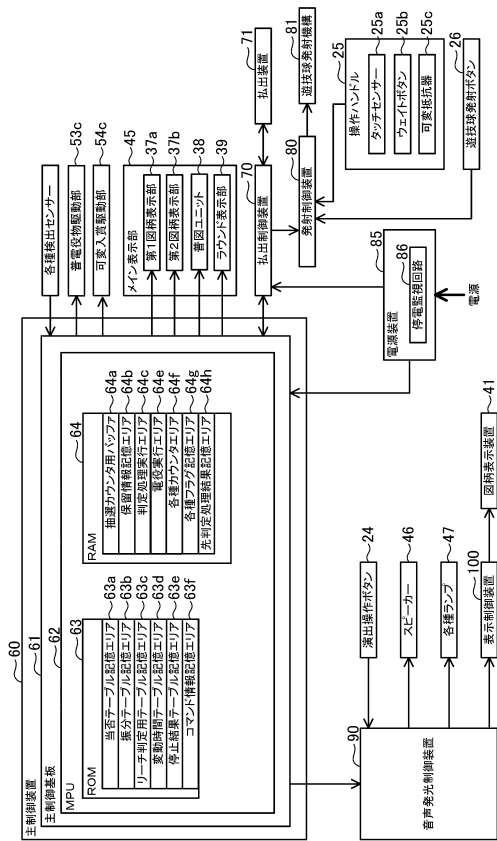 主制御装置
60
主制御基板
61
MPU
62
ROM
63
当否テーブル記憶エリア
63a
振分テーブル記憶エリア
63b
リーチ判定用テーブル記憶エリア
63c
変動時間テーブル記憶エリア
63d
停止結果テーブル記憶エリア
63e
コマンド情報記憶エリア
63f
RAM
64
抽選カウンタ用バッファ
64a
保留情報記憶エリア
64b
判定処理実行エリア
64c
電役実行エリア
64e
各種カウンタエリア
64f
各種フラグ記憶エリア
64g
先判定処理結果記憶エリア
64h
各種検出センサー
普電役物駆動部
53c
可変入賞駆動部
54c
メイン表示部
45
第1図柄表示部
37a
第2図柄表示部
37b
普図ユニット
38
ラウンド表示部
39
払出制御装置
70
払出装置
71
発射制御装置
80
遊技球発射機構
81
操作ハンドル
25
タッチセンサー
25a
ウェイトボタン
25b
可変抵抗器
25c
遊技球発射ボタン
26
電源装置
85
停電監視回路
86
電源
音声発光制御装置
90
演出操作ボタン
24
スピーカー
46
各種ランプ
47
表示制御装置
100
図柄表示装置
41